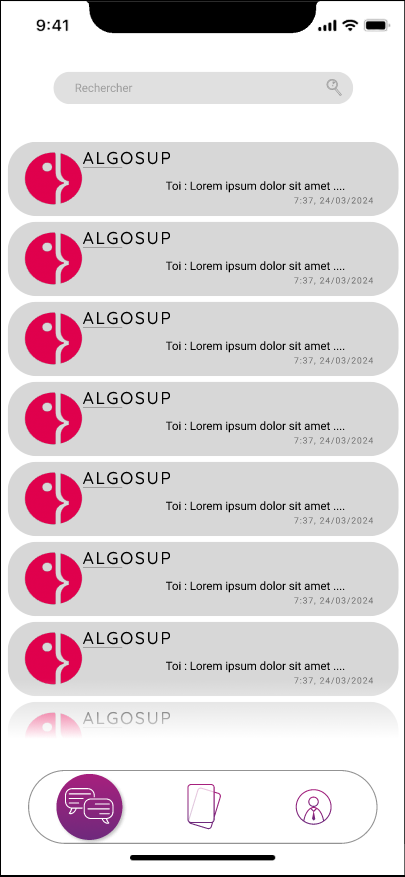 9:41
Rechercher
ALGOSUP
Toi : Lorem ipsum dolor sit amet ....
7:37, 24/03/2024
ALGOSUP
Toi : Lorem ipsum dolor sit amet ....
7:37, 24/03/2024
ALGOSUP
Toi : Lorem ipsum dolor sit amet ....
7:37, 24/03/2024
ALGOSUP
Toi : Lorem ipsum dolor sit amet ....
7:37, 24/03/2024
ALGOSUP
Toi : Lorem ipsum dolor sit amet ....
7:37, 24/03/2024
ALGOSUP
Toi : Lorem ipsum dolor sit amet ....
7:37, 24/03/2024
ALGOSUP
Toi : Lorem ipsum dolor sit amet ....
7:37, 24/03/2024
ALGOSUP